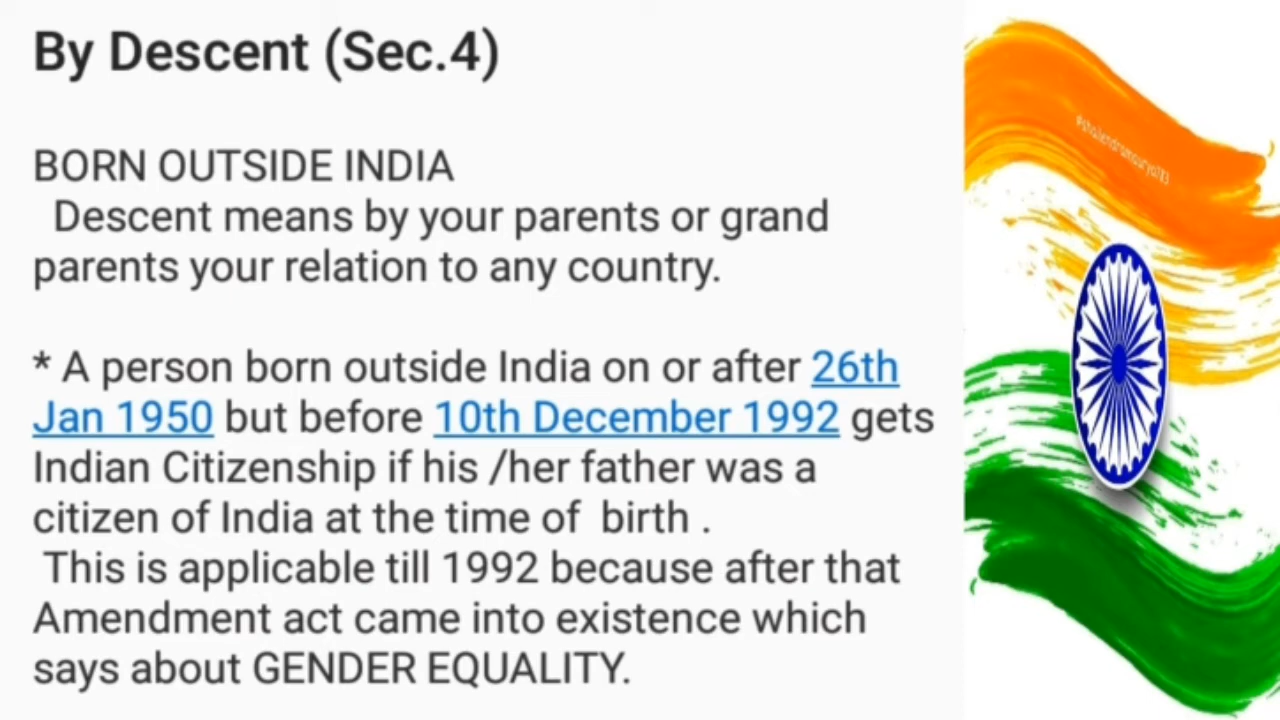 By Descent (Sec.4)
BORN OUTSIDE INDIA
Descent means by your parents or grand
parents your relation to any country.
* A person born outside India on or after 26th
Jan 1950 but before 10th December 1992 gets
Indian Citizenship if his /her father was a
citizen of India at the time of birth .
This is applicable till 1992 because after that
Amendment act came into existence which
says about GENDER EQUALITY.